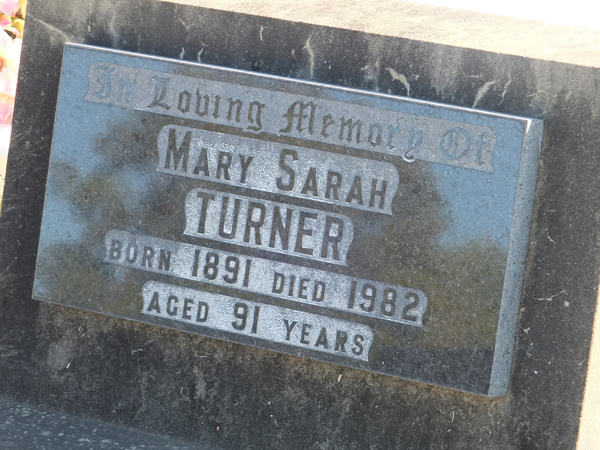 In Loving Memory Of
MARY SARAH
TURNER
BORN 1891 DIED 1982
AGED 91 YEARS